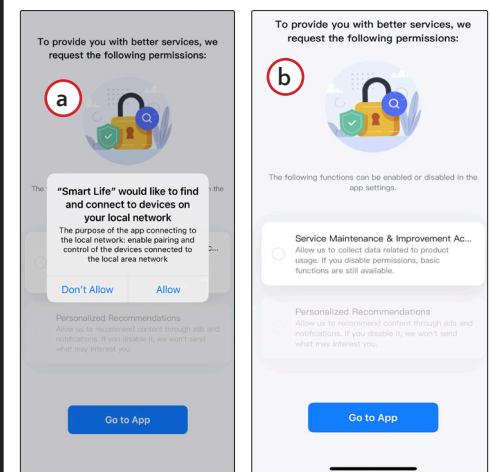 To provide you with better services, we
request the following permissions:
a
The
the
"Smart Life" would like to find
and connect to devices on
your local network
The purpose of the app connecting to
the local network: enable pairing and
control of the devices connected to
the local area network
c...
Don't Allow
Allow
Personalized Recommendations
Allow us to recommend content through ads and
notifications. If you disable it, we won't send
what may interest you.
Go to App
To provide you with better services, we
request the following permissions:
b
The following functions can be enabled or disabled in the
app settings.
Service Maintenance & Improvement Ac...
Allow us to collect data related to product
usage. If you disable permissions, basic
functions are still available.
Personalized Recommendations
Allow us to recommend content through ads and
notifications. If you disable it, we won't send
what may interest you.
Go to App